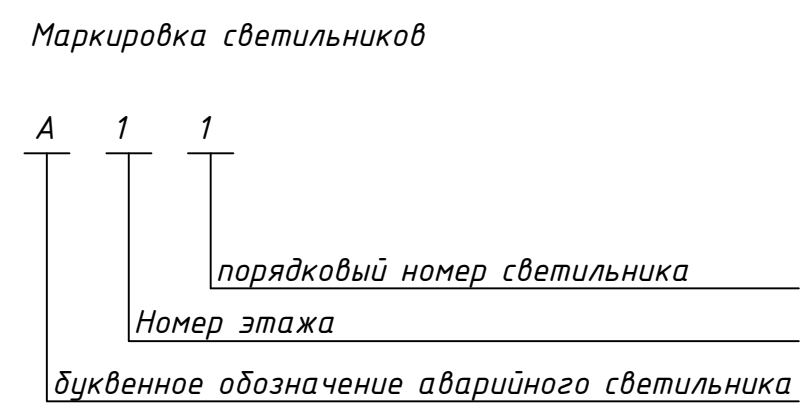 Маркировка светильников
А 1 1
порядковый номер светильника
Номер этажа
буквенное обозначение аварийного светильника